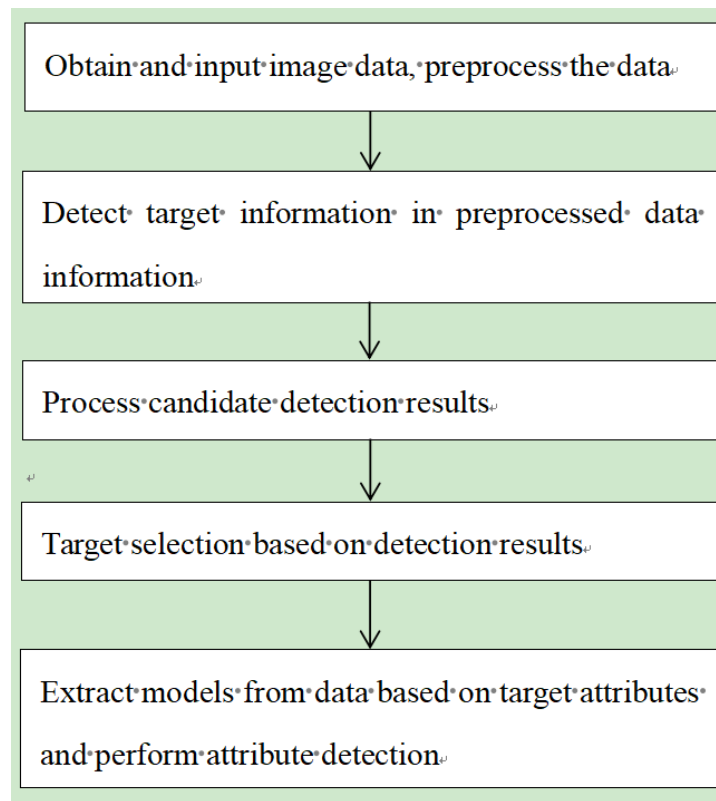 Obtain and input image data, preprocess the data
Detect target information in preprocessed data
information
Process candidate detection results
Target selection based on detection results
Extract models from data based on target attributes
and perform attribute detection